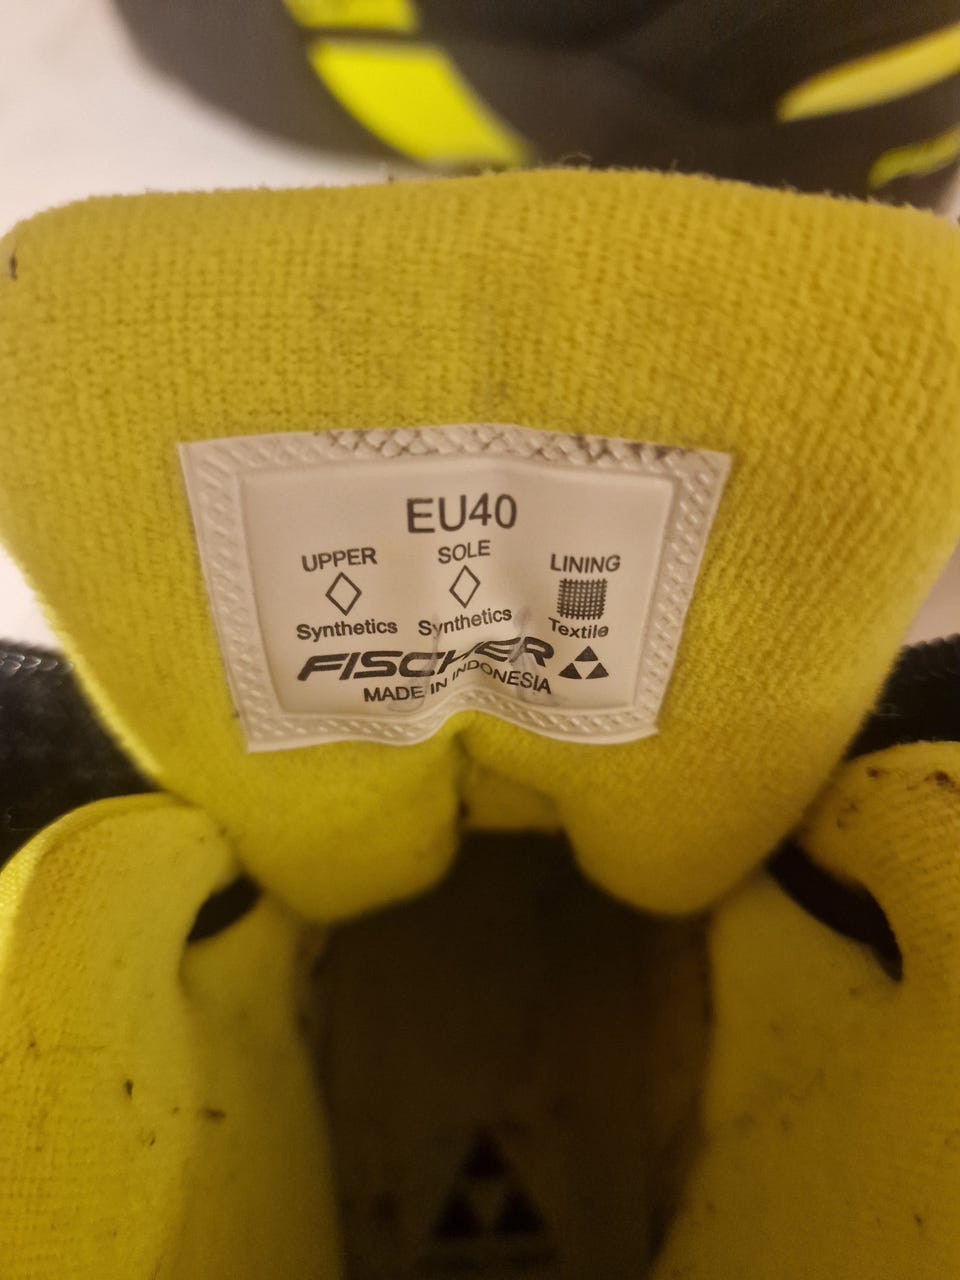 EU40
UPPER SOLE LINING
Synthetics Synthetics Textile
FISCHER
MADE IN INDONESIA